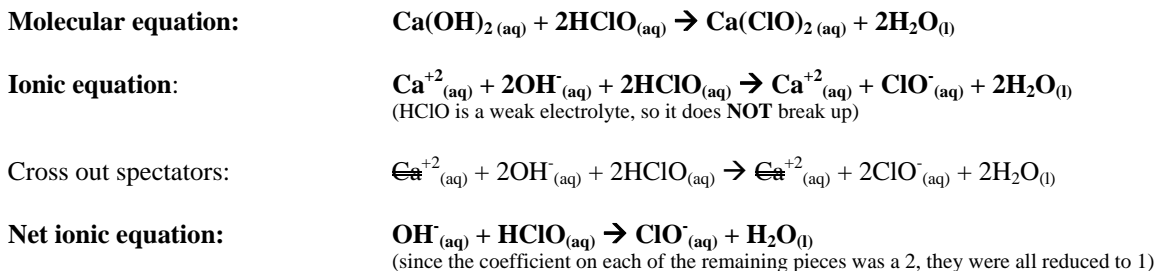 Molecular equation: Ca(OH)₂ (aq) + 2HClO(aq) → Ca(ClO)₂ (aq) + 2H₂O(l)
Ionic equation: Ca⁺²(aq) + 2OH⁻(aq) + 2HClO(aq) → Ca⁺²(aq) + ClO⁻(aq) + 2H₂O(l)
(HClO is a weak electrolyte, so it does NOT break up)
Cross out spectators: Ca⁺²(aq) + 2OH⁻(aq) + 2HClO(aq) → Ca⁺²(aq) + 2ClO⁻(aq) + 2H₂O(l)
Net ionic equation: OH⁻(aq) + HClO(aq) → ClO⁻(aq) + H₂O(l)
(since the coefficient on each of the remaining pieces was a 2, they were all reduced to 1)